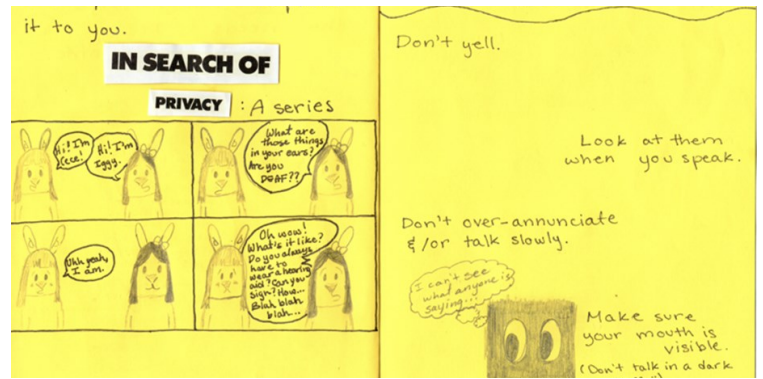 it to you.
IN SEARCH OF
PRIVACY : A series
Hi! I'm
Cece!
Hi! I'm
Iggy.
What are
those things
in your ears?
Are you
DEAF??
Uhh yeah,
I am.
Oh wow!
What's it like?
Do you always
have to
wear a hearing
aid? Can you
sign? How...
Blah blah
blah...
Don't yell.
Look at them
when you speak.
Don't over-annunciate
& /or talk slowly.
I can't see
what anyone is
saying...
Make sure
your mouth is
visible.
(Don't talk in a dark